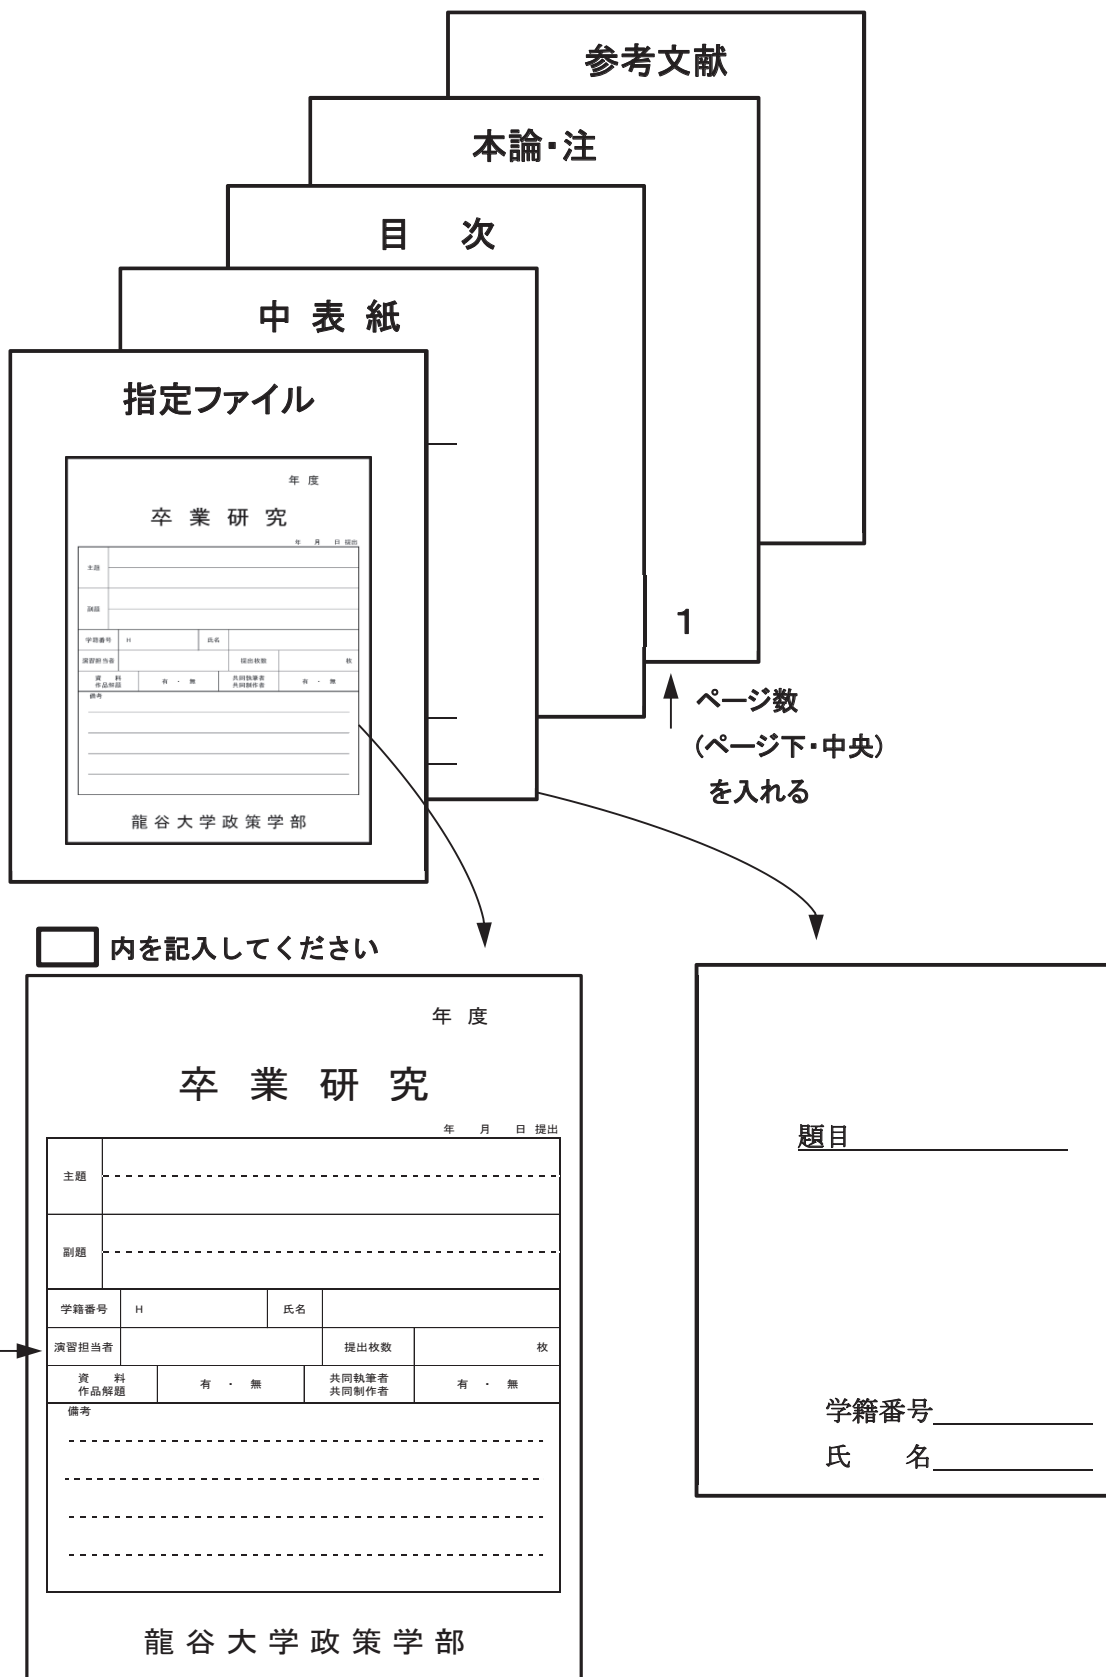 参考文献
本論・注
目　次
中 表 紙
指定ファイル
年 度
卒 業 研 究
年　月　日 提出
主題
副題
学籍番号　H　氏名
演習担当者　提出枚数　枚
資　料　有 ・ 無　共同執筆者　有 ・ 無
作品解題　共同制作者
備考
龍谷大学政策学部
1
ページ数
(ページ下・中央)
を入れる
内を記入してください
年 度
卒 業 研 究
年　月　日 提出
主題
副題
学籍番号　H　氏名
演習担当者　提出枚数　枚
資　料　有 ・ 無　共同執筆者　有 ・ 無
作品解題　共同制作者
備考
龍谷大学政策学部
題目
学籍番号
氏　名